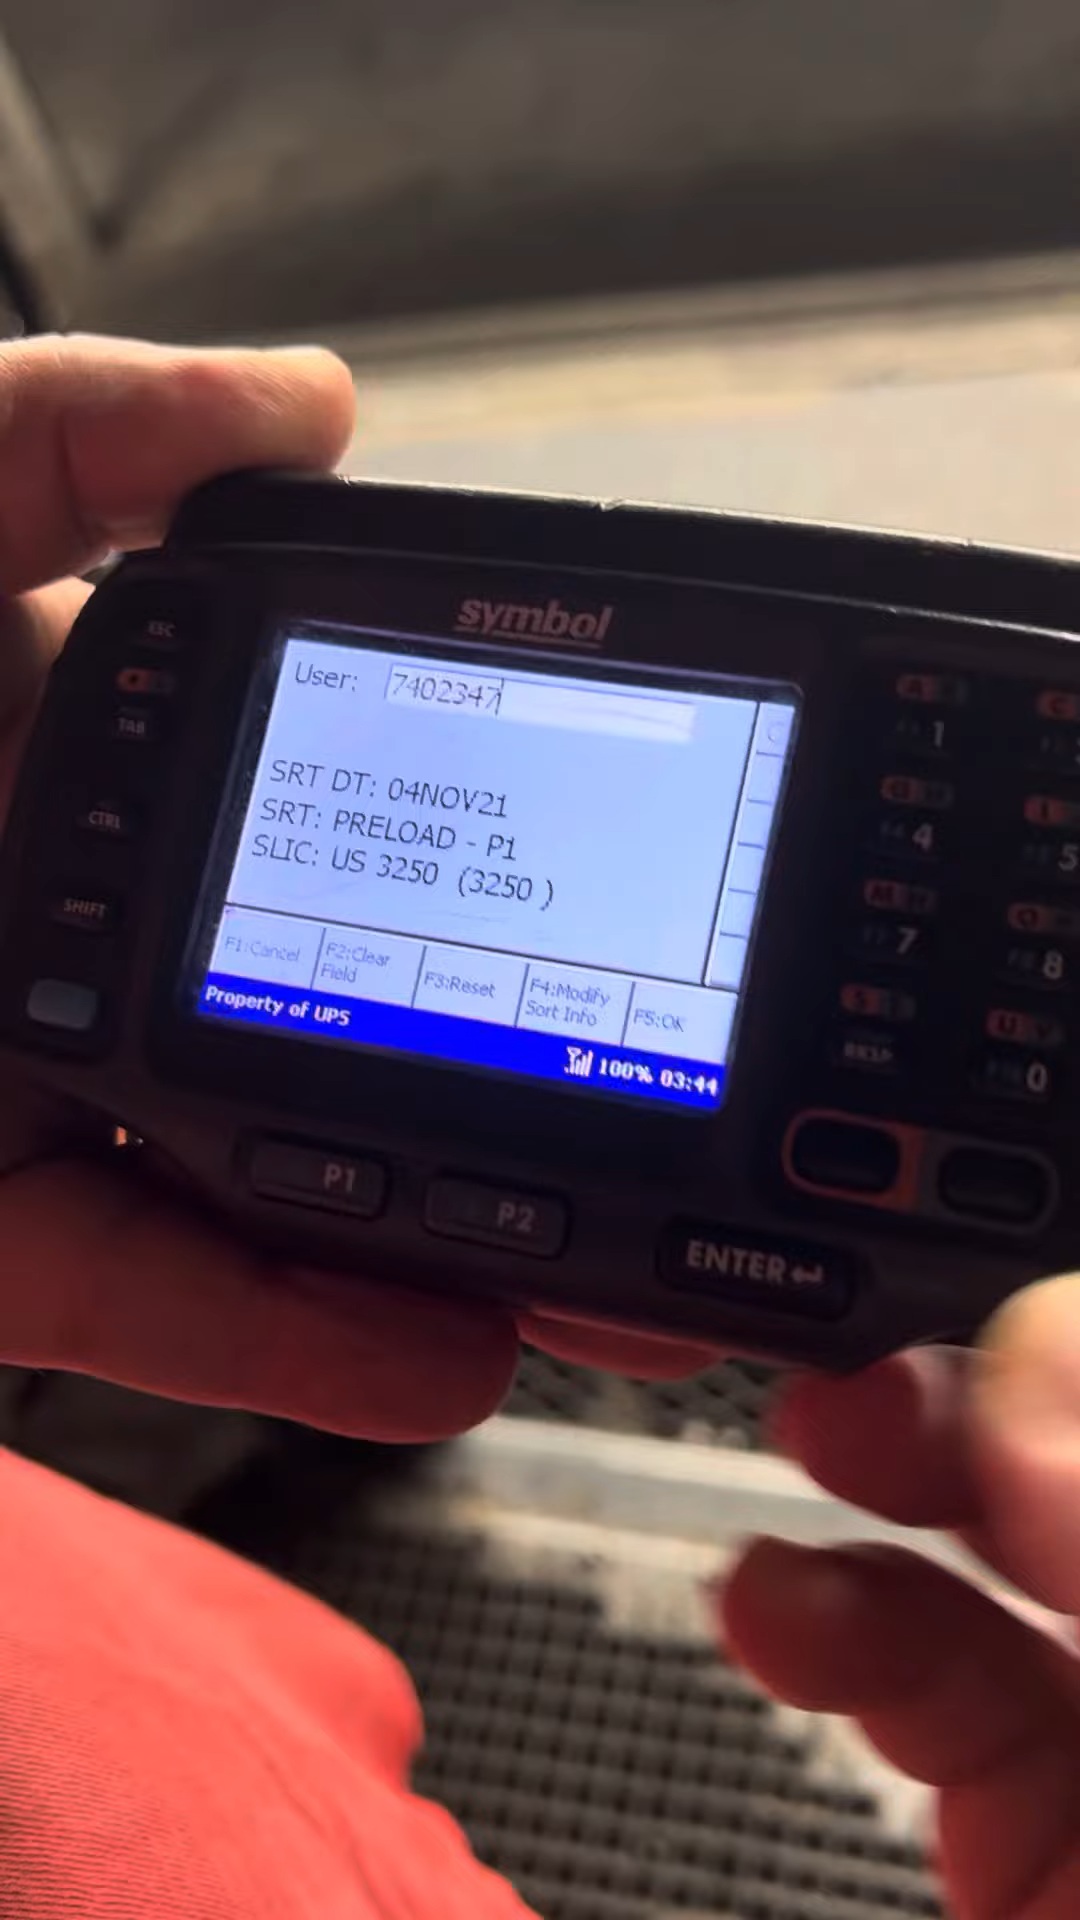 symbol
User: 7402347
SRT DT: 04NOV21
SRT: PRELOAD - P1
SLIC: US 3250 (3250 )
F1:Cancel
F2:Clear Field
F3:Reset
F4:Modify Sort Info
F5:OK
Property of UPS
100% 03:44
ESC
TAB
CTRL
SHIFT
1
4
5
7
8
BKSP
0
P1
P2
ENTER